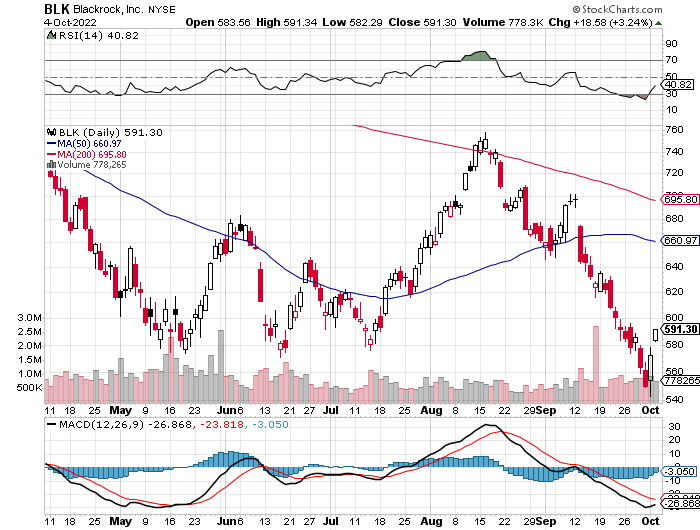 BLK Blackrock, Inc. NYSE © StockCharts.com
4-Oct-2022 Open 583.56 High 591.34 Low 582.29 Close 591.30 Volume 778.3K Chg +18.58 (+3.24%)
RSI(14) 40.82
90
70
50
40.82
30
10
BLK (Daily) 591.30
MA(50) 660.97
MA(200) 695.80
Volume 778,265
760
740
720
700
695.80
680
660.97
640
620
600
591.30
580
560
540
3.0M
2.5M
2.0M
1.5M
1.0M
500K
778265
11 18 25 May 9 16 23 Jun 6 13 21 27 Jul 11 18 25 Aug 8 15 22 29 Sep 12 19 26 Oct
MACD(12,26,9) -26.868, -23.818, -3.050
30
20
10
0
-3.050
-10
-20
-26.868
11 18 25 May 9 16 23 Jun 6 13 21 27 Jul 11 18 25 Aug 8 15 22 29 Sep 12 19 26 Oct